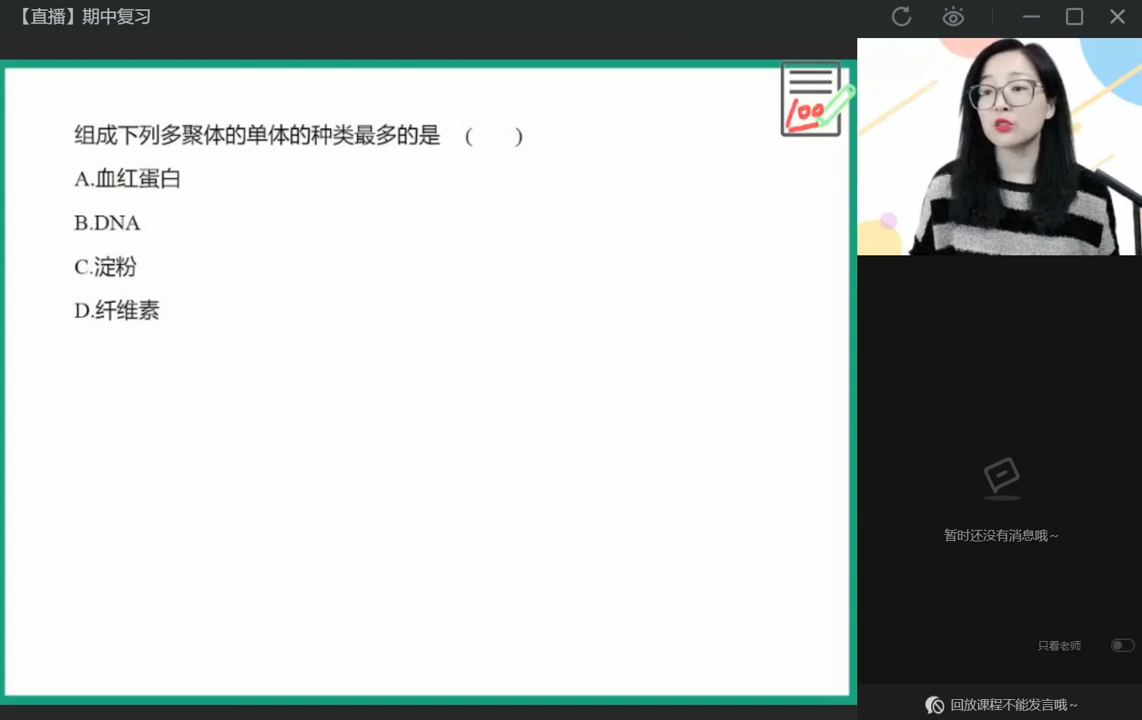 【直播】期中复习
组成下列多聚体的单体的种类最多的是 ( )
A.血红蛋白
B.DNA
C.淀粉
D.纤维素
100
暂时还没有消息哦~
只看老师
回放课程不能发言哦~